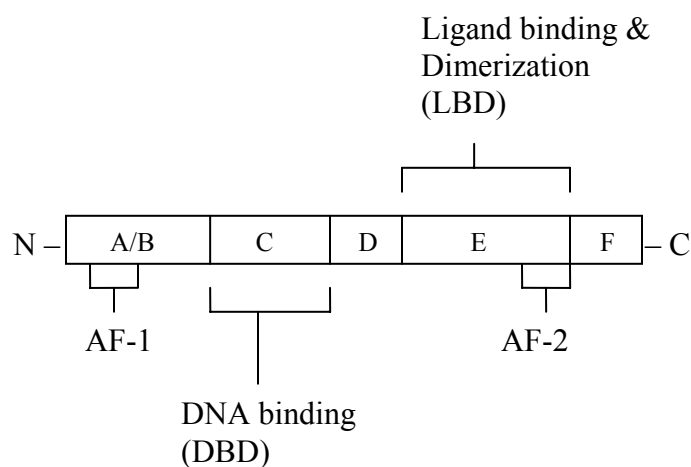 Ligand binding &
Dimerization
(LBD)
N – A/B C D E F – C
AF-1 AF-2
DNA binding
(DBD)